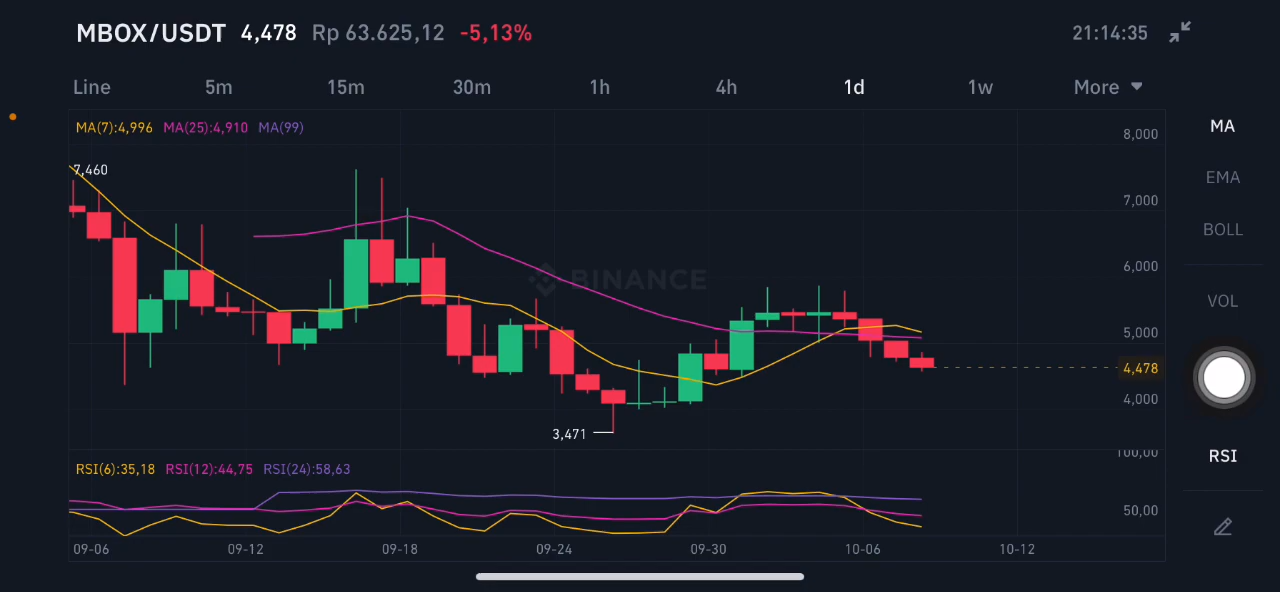 MBOX/USDT 4,478 Rp 63.625,12 -5,13% 21:14:35
Line 5m 15m 30m 1h 4h 1d 1w More
MA(7):4,996 MA(25):4,910 MA(99)
MA
8,000
7,460
EMA
7,000
BOLL
6,000
BINANCE
VOL
5,000
4,478
4,000
3,471
100,00
RSI
RSI(6):35,18 RSI(12):44,75 RSI(24):58,63
50,00
09-06 09-12 09-18 09-24 09-30 10-06 10-12